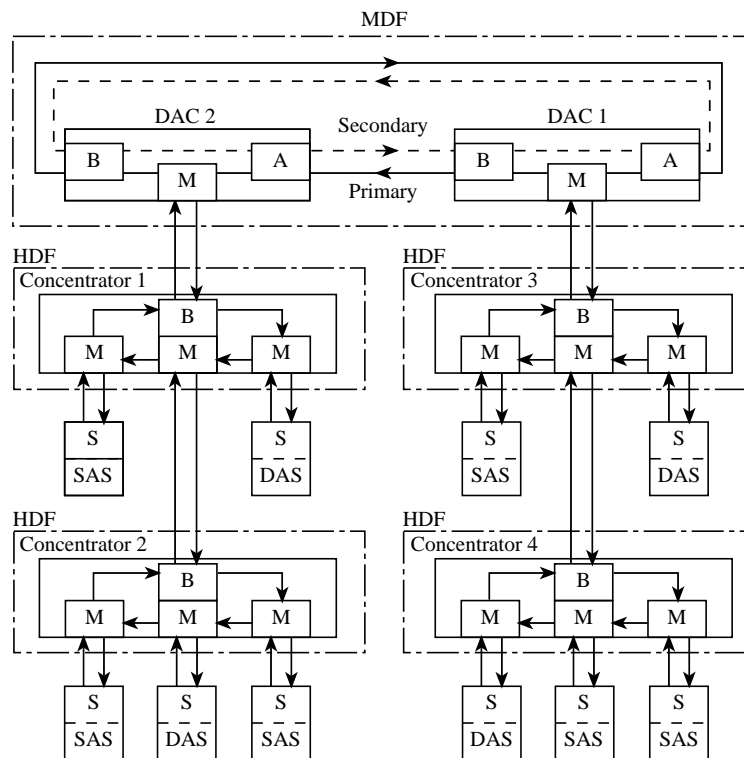 MDF
DAC 2
Secondary
DAC 1
B
A
B
A
M
Primary
M
HDF
HDF
Concentrator 1
Concentrator 3
B
B
M
M
M
M
M
M
S
S
S
S
SAS
DAS
SAS
DAS
HDF
HDF
Concentrator 2
Concentrator 4
B
B
M
M
M
M
M
M
S
S
S
S
S
S
SAS
DAS
SAS
DAS
SAS
SAS